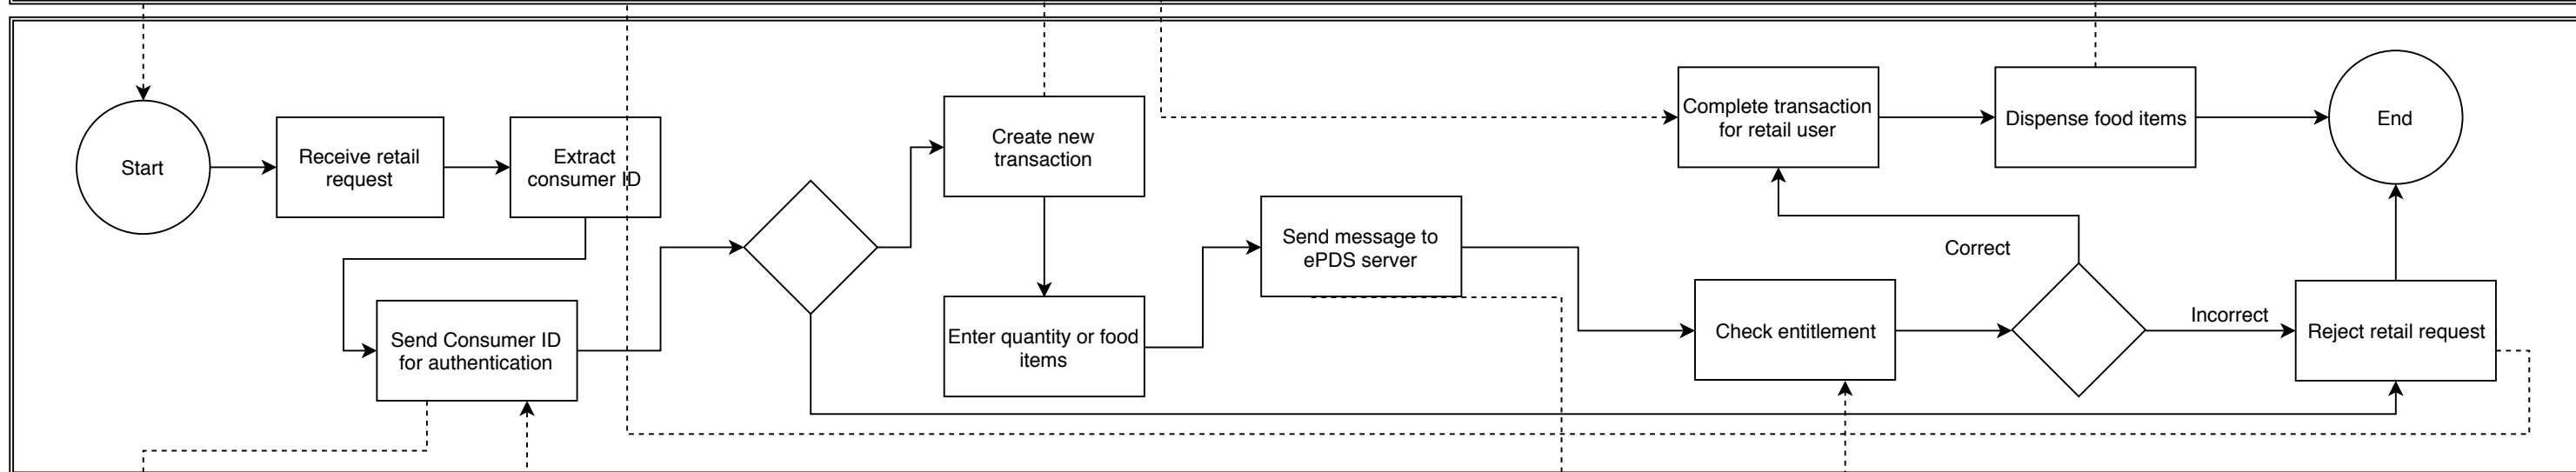 Start
Receive retail
request
Extract
consumer ID
Send Consumer ID
for authentication
Create new
transaction
Enter quantity or food
items
Send message to
ePDS server
Check entitlement
Correct
Incorrect
Complete transaction
for retail user
Dispense food items
End
Reject retail request